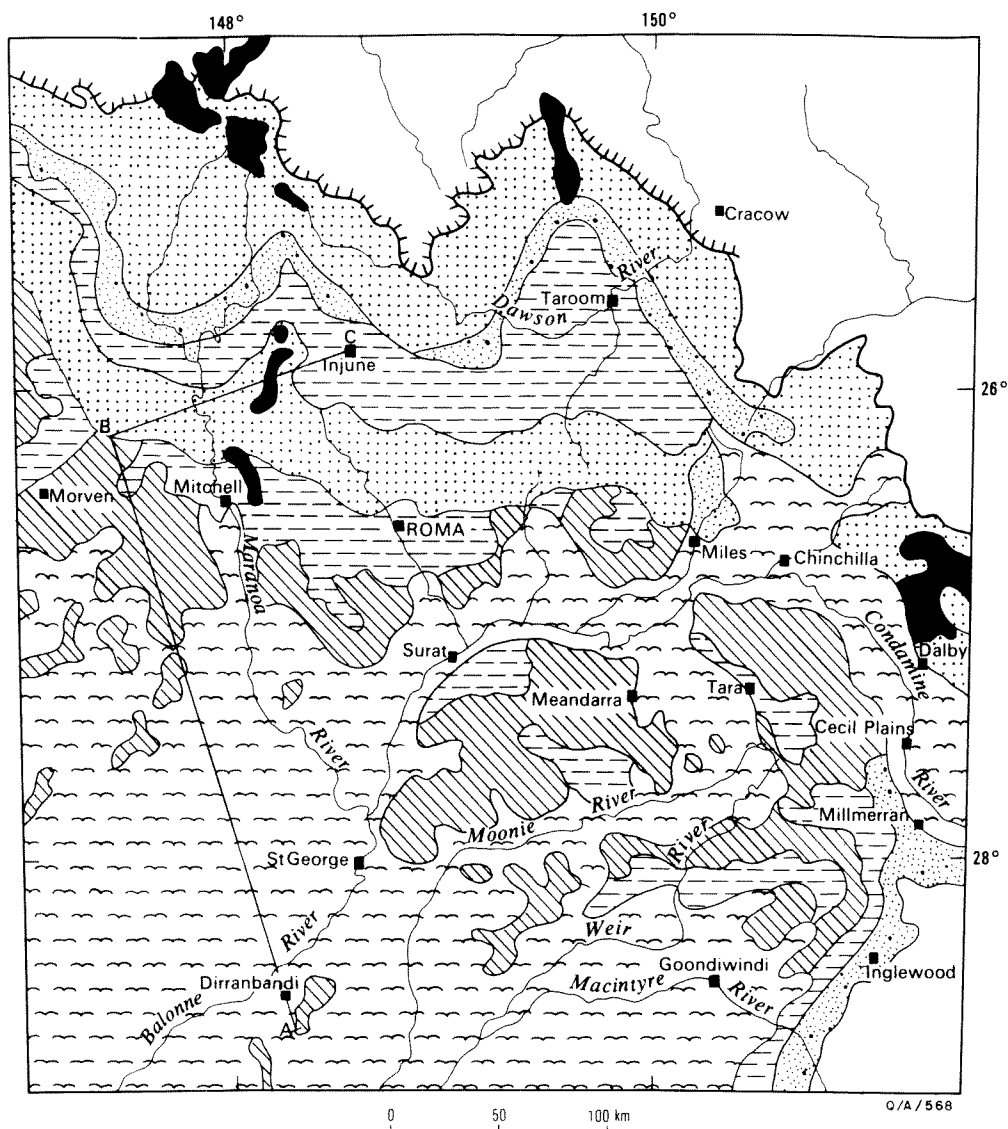 148°
150°
Cracow
River
Taroom
Dawson
C
Injune
26°
B
Morven
Mitchell
ROMA
Miles
Chinchilla
Maranoa
Condamine
Surat
Dalby
Meandarra
Tara
Cecil Plains
River
River
River
Moonie
Millmerran
St George
River
28°
River
Weir
Dirranbandi
Goondiwindi
Inglewood
Macintyre
River
Balonne
A
Q/A/568
0 50 100 km